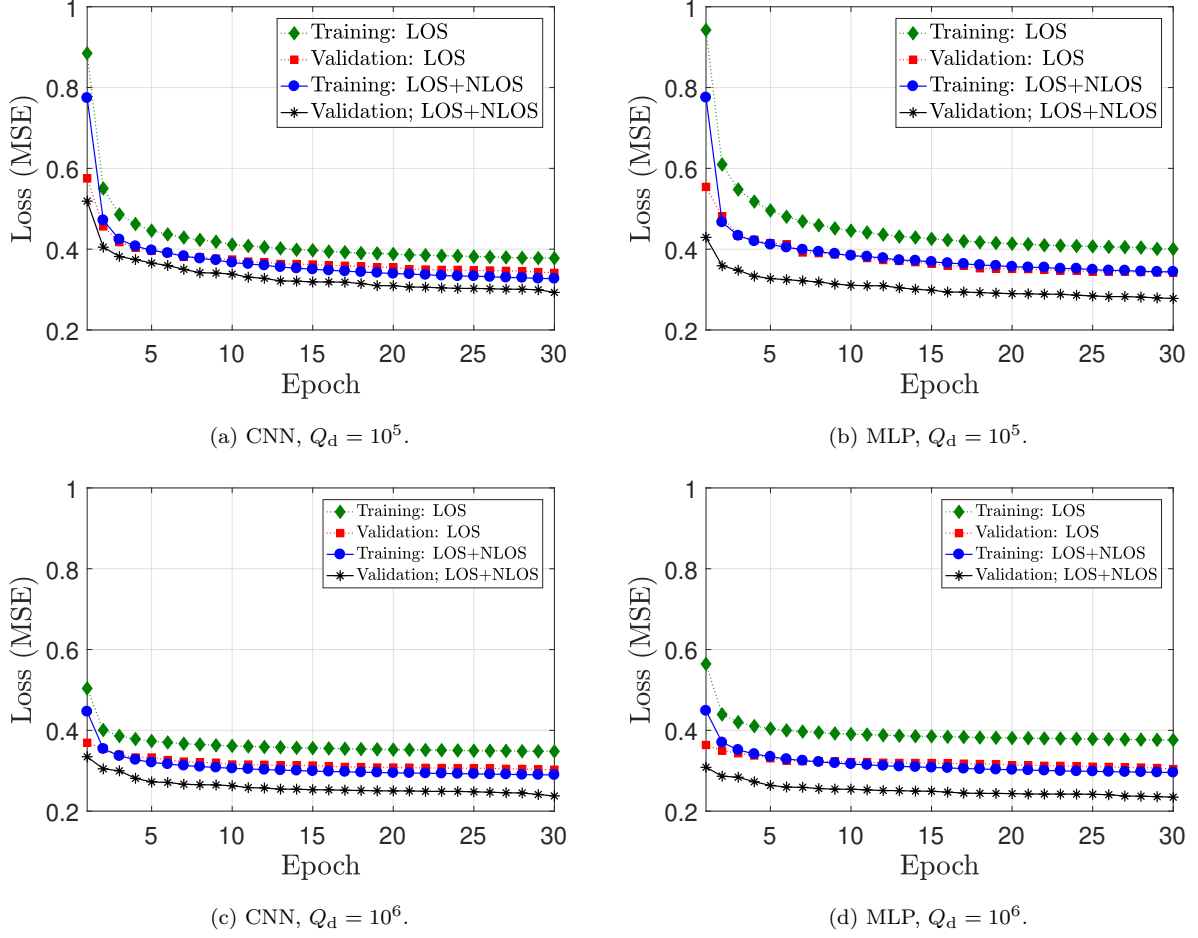 1
0.8
0.6
0.4
0.2
Loss (MSE)
Training: LOS
Validation: LOS
Training: LOS+NLOS
Validation; LOS+NLOS
5 10 15 20 25 30
Epoch
(a) CNN, Q_d = 10^5.
1
0.8
0.6
0.4
0.2
Loss (MSE)
Training: LOS
Validation: LOS
Training: LOS+NLOS
Validation; LOS+NLOS
5 10 15 20 25 30
Epoch
(b) MLP, Q_d = 10^5.
1
0.8
0.6
0.4
0.2
Loss (MSE)
Training: LOS
Validation: LOS
Training: LOS+NLOS
Validation; LOS+NLOS
5 10 15 20 25 30
Epoch
(c) CNN, Q_d = 10^6.
1
0.8
0.6
0.4
0.2
Loss (MSE)
Training: LOS
Validation: LOS
Training: LOS+NLOS
Validation; LOS+NLOS
5 10 15 20 25 30
Epoch
(d) MLP, Q_d = 10^6.